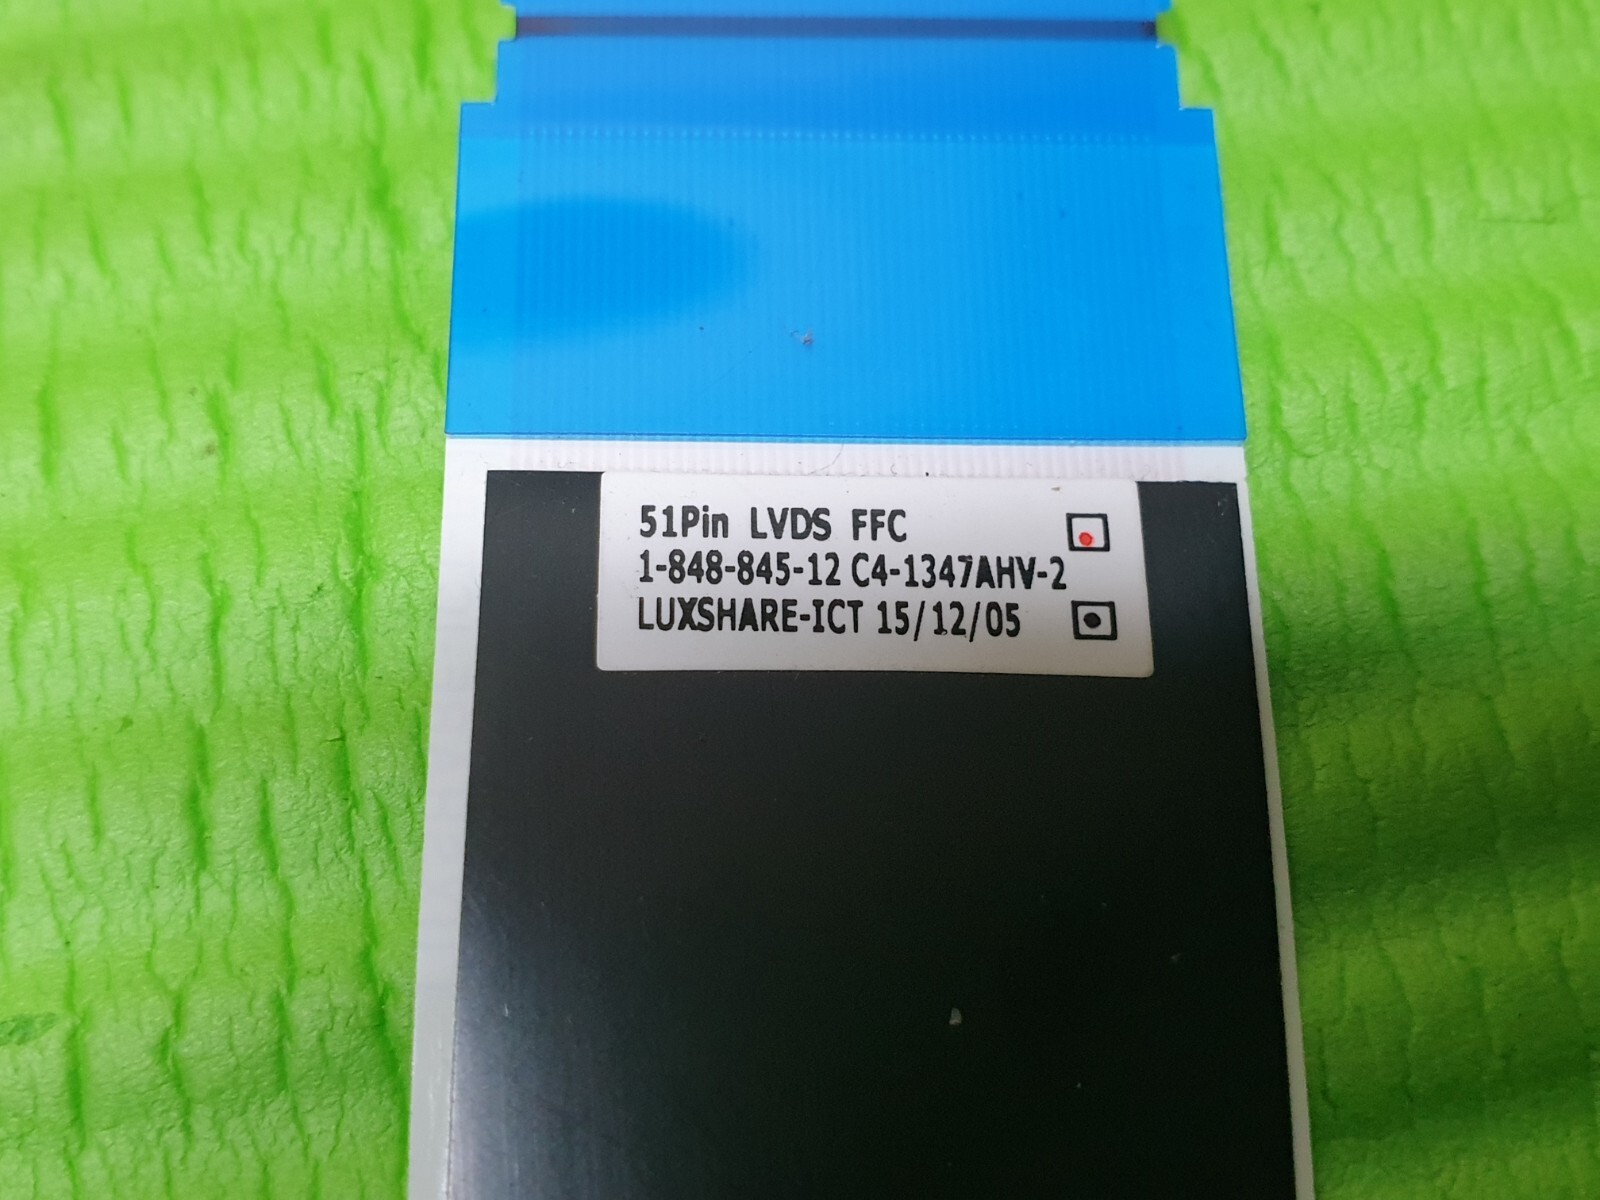 51Pin LVDS FFC
1-848-845-12 C4-1347AHV-2
LUXSHARE-ICT 15/12/05